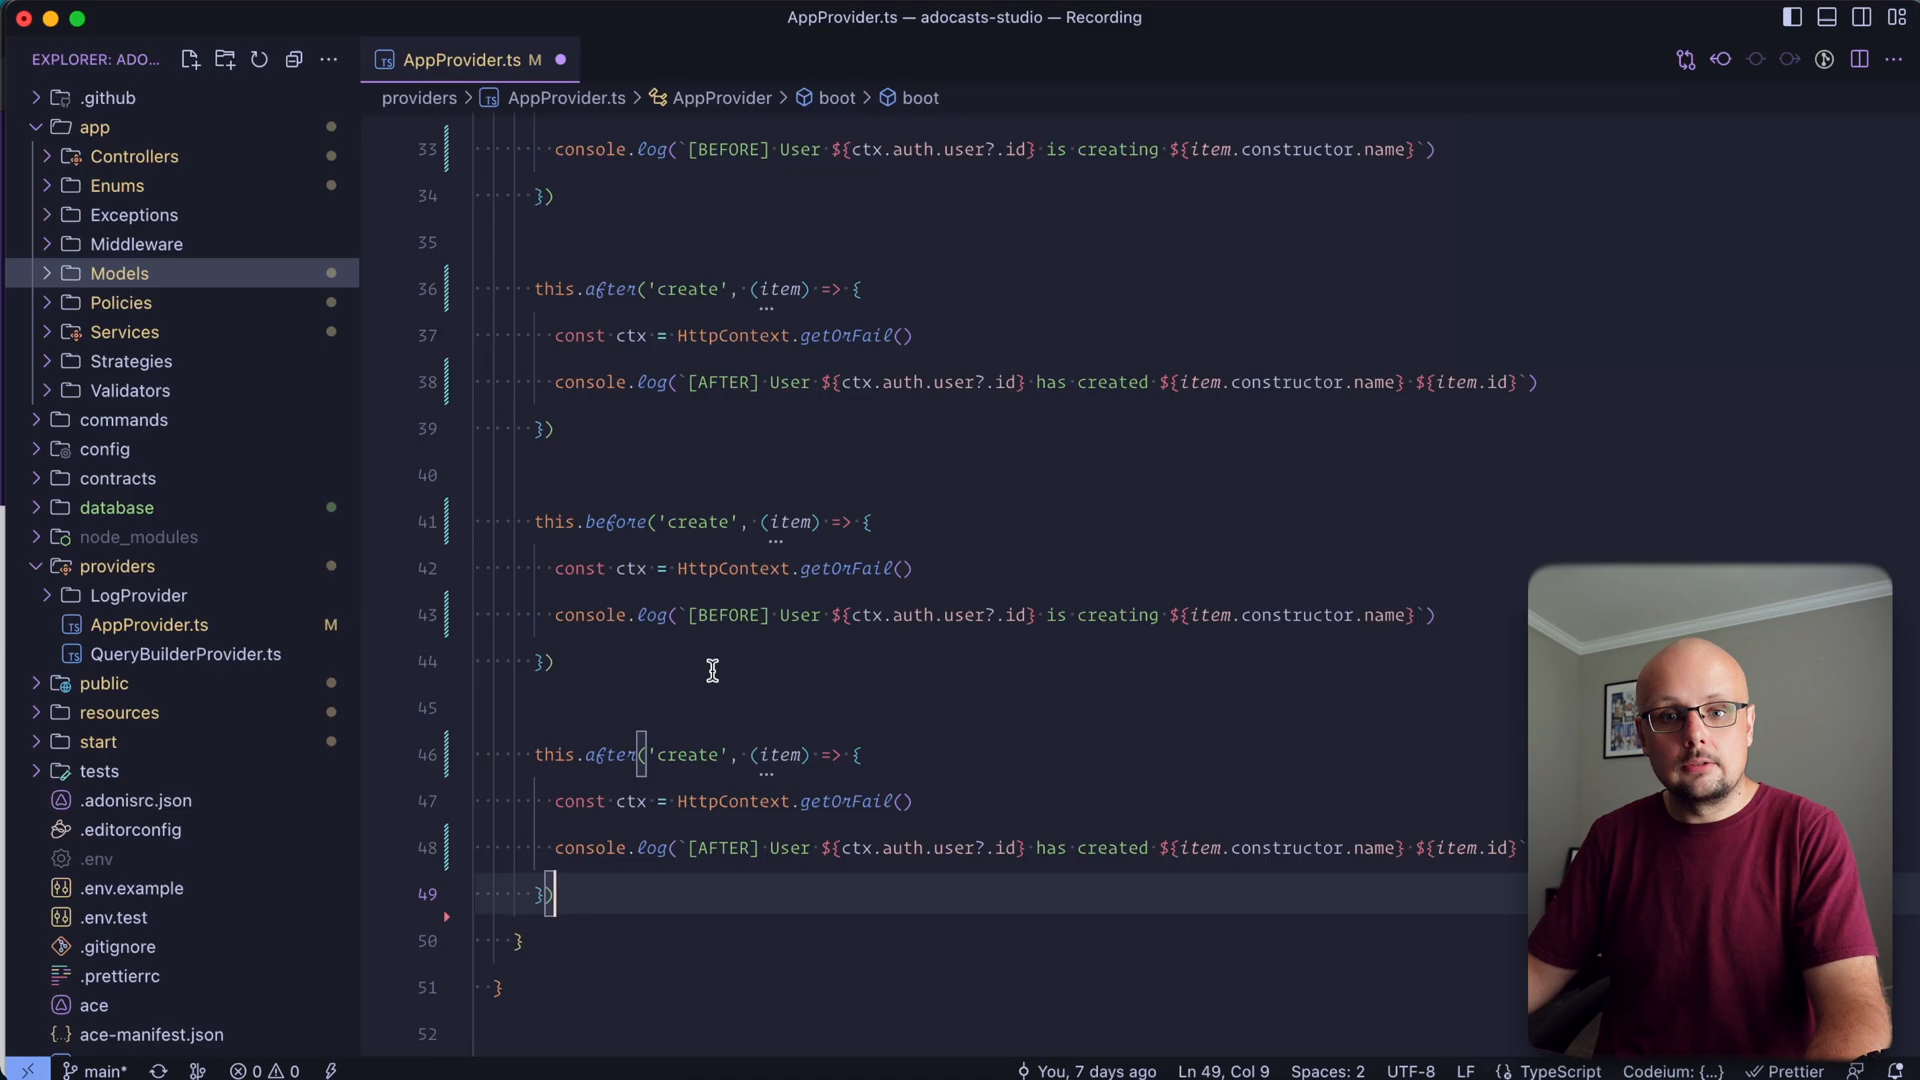 AppProvider.ts — adocasts-studio — Recording
EXPLORER: ADO...
AppProvider.ts M
providers > AppProvider.ts > AppProvider > boot > boot
.github
app
Controllers
Enums
Exceptions
Middleware
Models
Policies
Services
Strategies
Validators
commands
config
contracts
database
node_modules
providers
LogProvider
AppProvider.ts M
QueryBuilderProvider.ts
public
resources
start
tests
.adonisrc.json
.editorconfig
.env
.env.example
.env.test
.gitignore
.prettierrc
ace
ace-manifest.json
33 console.log(`[BEFORE] User ${ctx.auth.user?.id} is creating ${item.constructor.name}`)
34 })
35
36 this.after('create', (item) => {
37 const ctx = HttpContext.getOrFail()
38 console.log(`[AFTER] User ${ctx.auth.user?.id} has created ${item.constructor.name} ${item.id}`)
39 })
40
41 this.before('create', (item) => {
42 const ctx = HttpContext.getOrFail()
43 console.log(`[BEFORE] User ${ctx.auth.user?.id} is creating ${item.constructor.name}`)
44 })
45
46 this.after('create', (item) => {
47 const ctx = HttpContext.getOrFail()
48 console.log(`[AFTER] User ${ctx.auth.user?.id} has created ${item.constructor.name} ${item.id}`
49 })
50 }
51 }
52
main* 0 0 You, 7 days ago Ln 49, Col 9 Spaces: 2 UTF-8 LF {} TypeScript Codeium: {...} Prettier